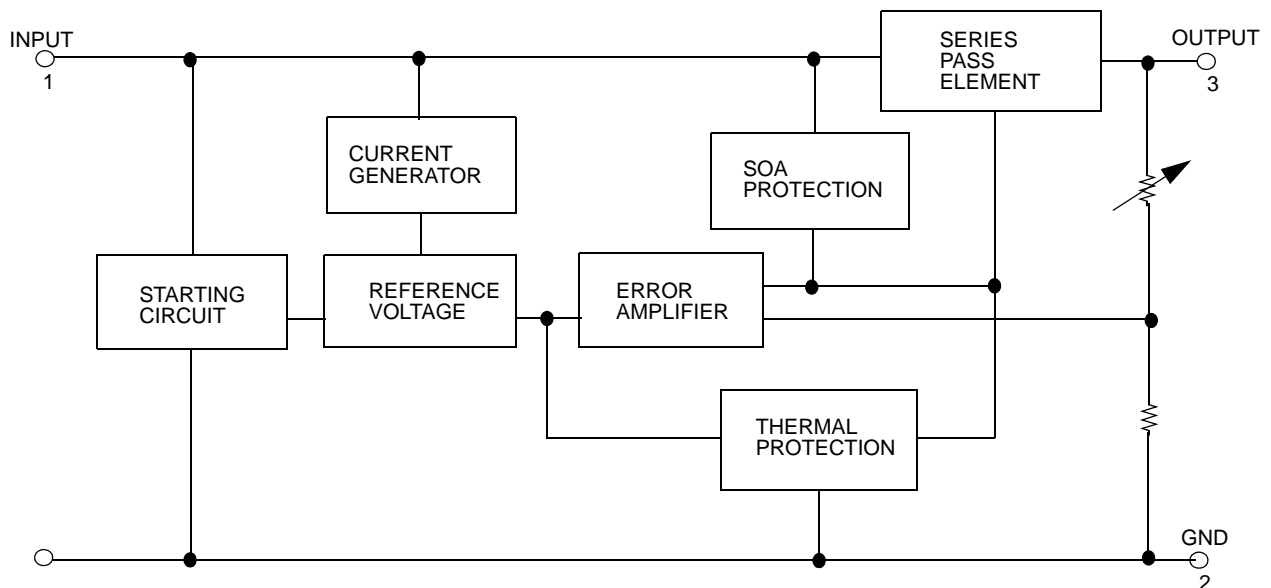 INPUT
1
SERIES
PASS
ELEMENT
OUTPUT
3
CURRENT
GENERATOR
SOA
PROTECTION
STARTING
CIRCUIT
REFERENCE
VOLTAGE
ERROR
AMPLIFIER
THERMAL
PROTECTION
GND
2